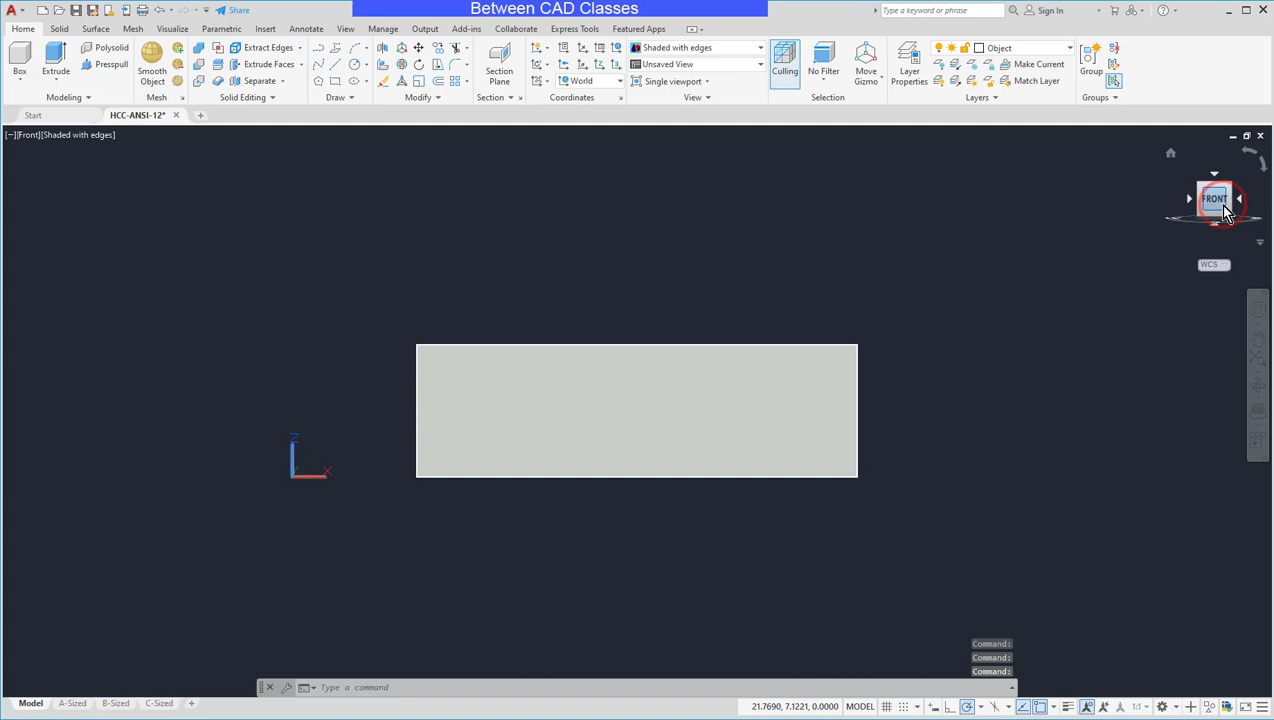 Between CAD Classes
Share
Type a keyword or phrase
Sign In
Home Solid Surface Mesh Visualize Parametric Insert Annotate View Manage Output Add-ins Collaborate Express Tools Featured Apps
Box
Extrude
Polysolid
Presspull
Modeling
Smooth
Object
Mesh
Extract Edges
Extrude Faces
Separate
Solid Editing
Draw
Modify
Section
Plane
Section
World
Coordinates
Shaded with edges
Unsaved View
Single viewport
View
Culling
No Filter
Move
Gizmo
Selection
Layer
Properties
Object
Make Current
Match Layer
Layers
Group
Groups
Start
HCC-ANSI-12*
[−][Front][Shaded with edges]
FRONT
WCS
Z
X
Command:
Command:
Command:
Type a command
Model A-Sized B-Sized C-Sized
21.7690, 7.1221, 0.0000 MODEL
1:1